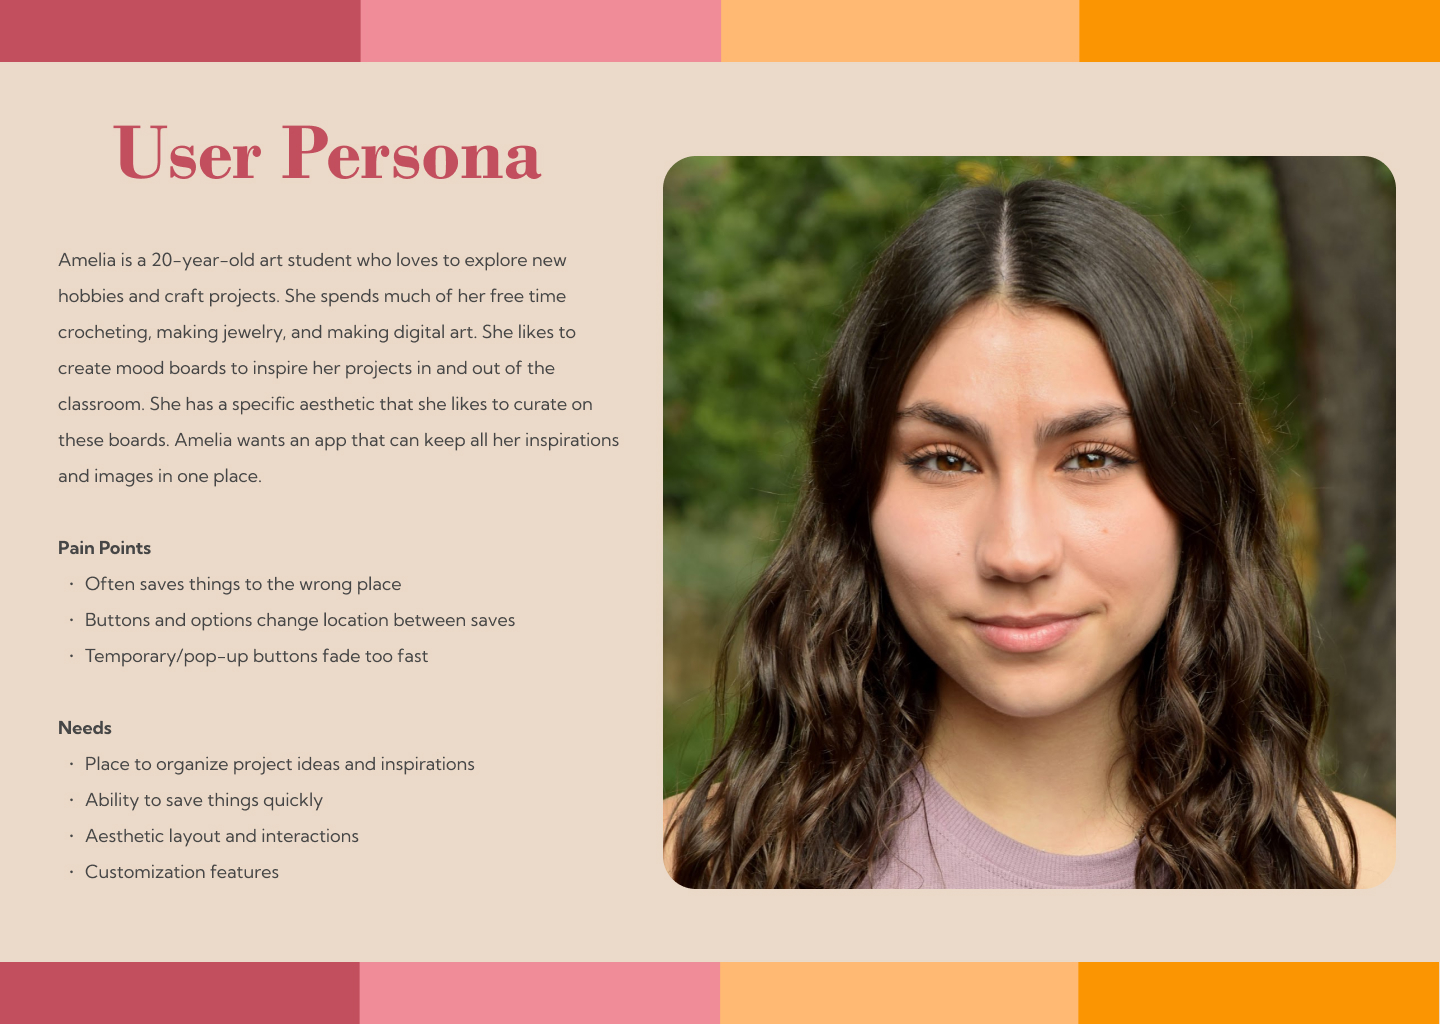 User Persona
Amelia is a 20-year-old art student who loves to explore new
hobbies and craft projects. She spends much of her free time
crocheting, making jewelry, and making digital art. She likes to
create mood boards to inspire her projects in and out of the
classroom. She has a specific aesthetic that she likes to curate on
these boards. Amelia wants an app that can keep all her inspirations
and images in one place.
Pain Points
• Often saves things to the wrong place
• Buttons and options change location between saves
• Temporary/pop-up buttons fade too fast
Needs
• Place to organize project ideas and inspirations
• Ability to save things quickly
• Aesthetic layout and interactions
• Customization features